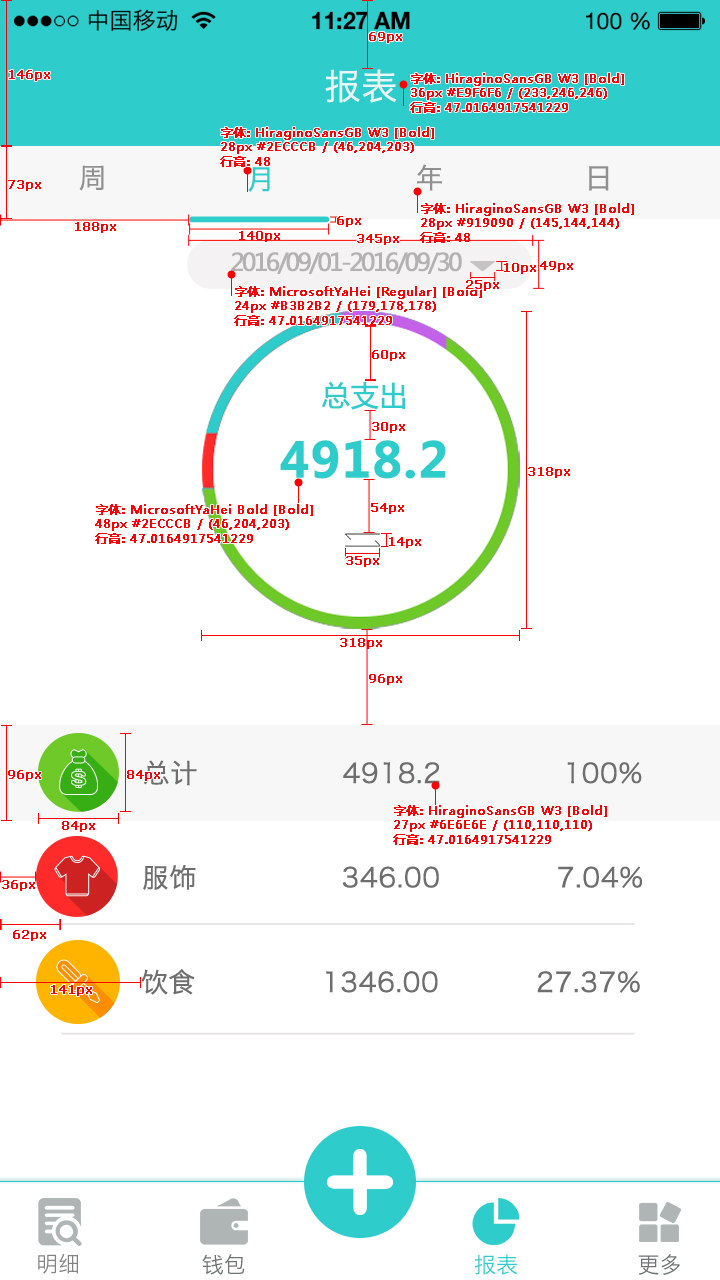 中国移动 11:27 AM 100 %
69px
146px
报表
字体: HiraginoSansGB W3 [Bold]
36px #E9F6F6 / (233,246,246)
行高: 47.0164917541229
字体: HiraginoSansGB W3 [Bold]
28px #2ECCCB / (46,204,203)
行高: 48
73px
周 月 年 日
字体: HiraginoSansGB W3 [Bold]
28px #919090 / (145,144,144)
行高: 48
188px
6px
140px
345px
2016/09/01-2016/09/30
10px
49px
25px
字体: MicrosoftYaHei [Regular] [Bold]
24px #B3B2B2 / (179,178,178)
行高: 47.0164917541229
60px
总支出
30px
4918.2
318px
54px
字体: MicrosoftYaHei Bold [Bold]
48px #2ECCCB / (46,204,203)
行高: 47.0164917541229
14px
35px
318px
96px
96px
84px
总计 4918.2 100%
84px
字体: HiraginoSansGB W3 [Bold]
27px #6E6E6E / (110,110,110)
行高: 47.0164917541229
36px
服饰 346.00 7.04%
62px
141px
饮食 1346.00 27.37%
明细 钱包 报表 更多